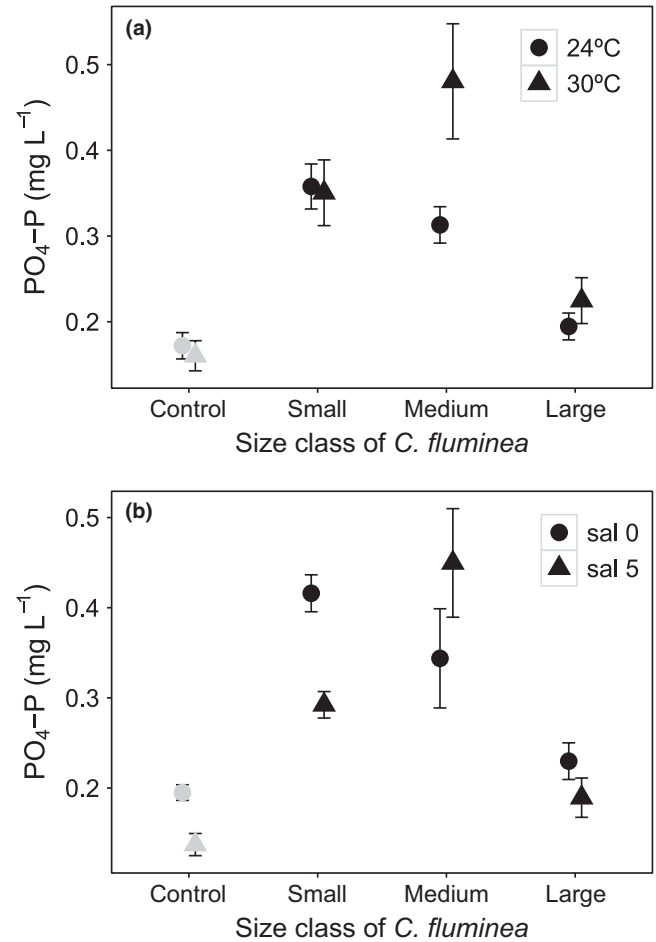 (a)
24ºC
30ºC
0.5
0.4
0.3
0.2
PO₄−P (mg L⁻¹)
Control Small Medium Large
Size class of C. fluminea
(b)
sal 0
sal 5
0.5
0.4
0.3
0.2
PO₄−P (mg L⁻¹)
Control Small Medium Large
Size class of C. fluminea